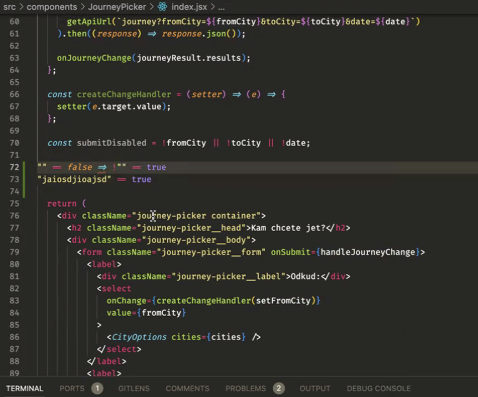 src > components > JourneyPicker > index.jsx > ...
60 getApiUrl(`journey?fromCity=${fromCity}&toCity=${toCity}&date=${date}`)
61 ).then((response) => response.json());
62
63 onJourneyChange(journeyResult.results);
64 };
65
66 const createChangeHandler = (setter) => (e) => {
67 setter(e.target.value);
68 };
69
70 const submitDisabled = !fromCity || !toCity || !date;
71
72 "" == false => !"" == true
73 "jaiosdjioajsd" == true
74
75 return (
76 <div className="journey-picker container">
77 <h2 className="journey-picker__head">Kam chcete jet?</h2>
78 <div className="journey-picker__body">
79 <form className="journey-picker__form" onSubmit={handleJourneyChange}>
80 <label>
81 <div className="journey-picker__label">Odkud:</div>
82 <select
83 onChange={createChangeHandler(setFromCity)}
84 value={fromCity}
85 >
86 <CityOptions cities={cities} />
87 </select>
88 </label>
89 <label>
TERMINAL PORTS 1 GITLENS COMMENTS PROBLEMS 2 OUTPUT DEBUG CONSOLE